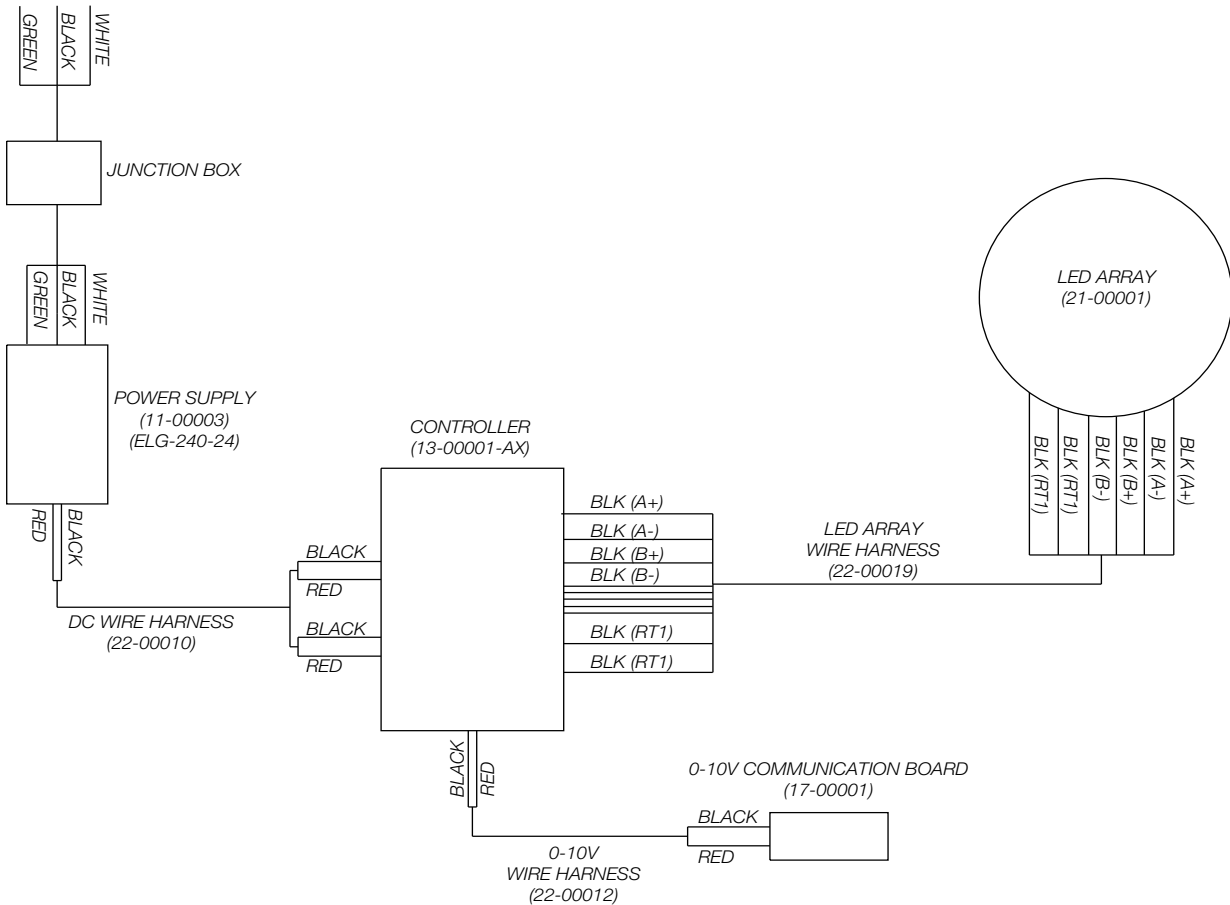 GREEN
BLACK
WHITE
JUNCTION BOX
GREEN
BLACK
WHITE
POWER SUPPLY
(11-00003)
(ELG-240-24)
RED
BLACK
DC WIRE HARNESS
(22-00010)
BLACK
RED
BLACK
RED
CONTROLLER
(13-00001-AX)
BLK (A+)
BLK (A-)
BLK (B+)
BLK (B-)
BLK (RT1)
BLK (RT1)
LED ARRAY
WIRE HARNESS
(22-00019)
LED ARRAY
(21-00001)
BLK (RT1)
BLK (RT1)
BLK (B-)
BLK (B+)
BLK (A-)
BLK (A+)
BLACK
RED
0-10V
WIRE HARNESS
(22-00012)
0-10V COMMUNICATION BOARD
(17-00001)
BLACK
RED